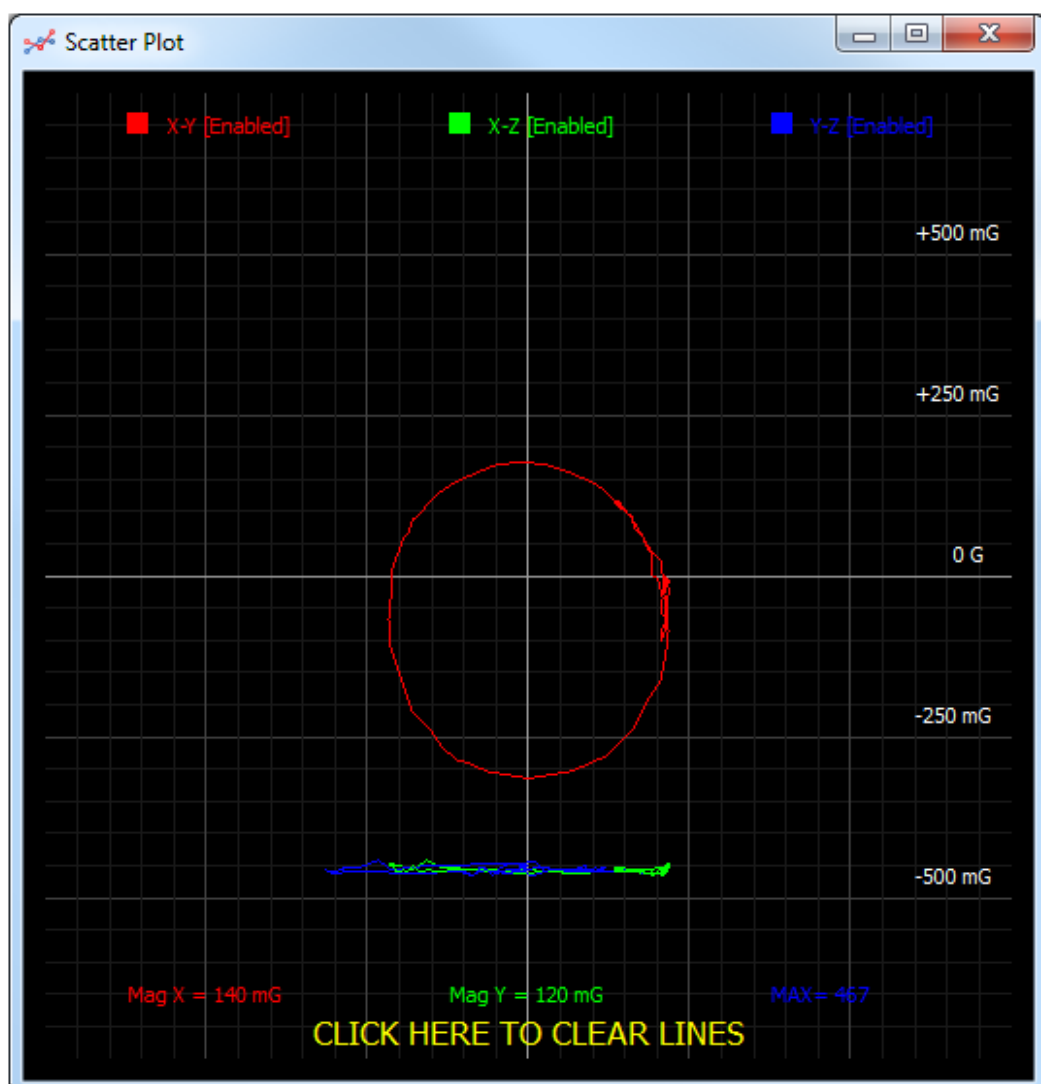 Scatter Plot
X-Y [Enabled] X-Z [Enabled] Y-Z [Enabled]
+500 mG
+250 mG
0 G
-250 mG
-500 mG
Mag X = 140 mG Mag Y = 120 mG MAX= 467
CLICK HERE TO CLEAR LINES